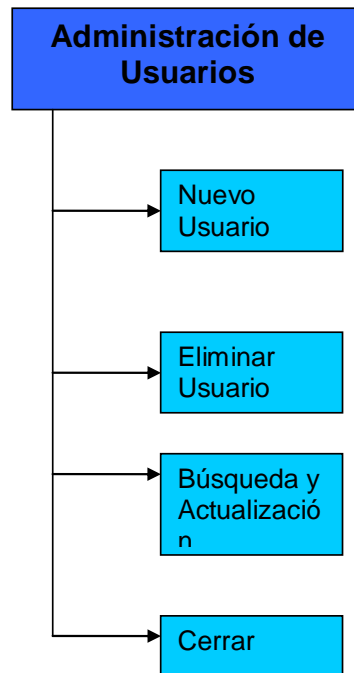 Administración de
Usuarios
Nuevo
Usuario
Eliminar
Usuario
Búsqueda y
Actualizació
n
Cerrar